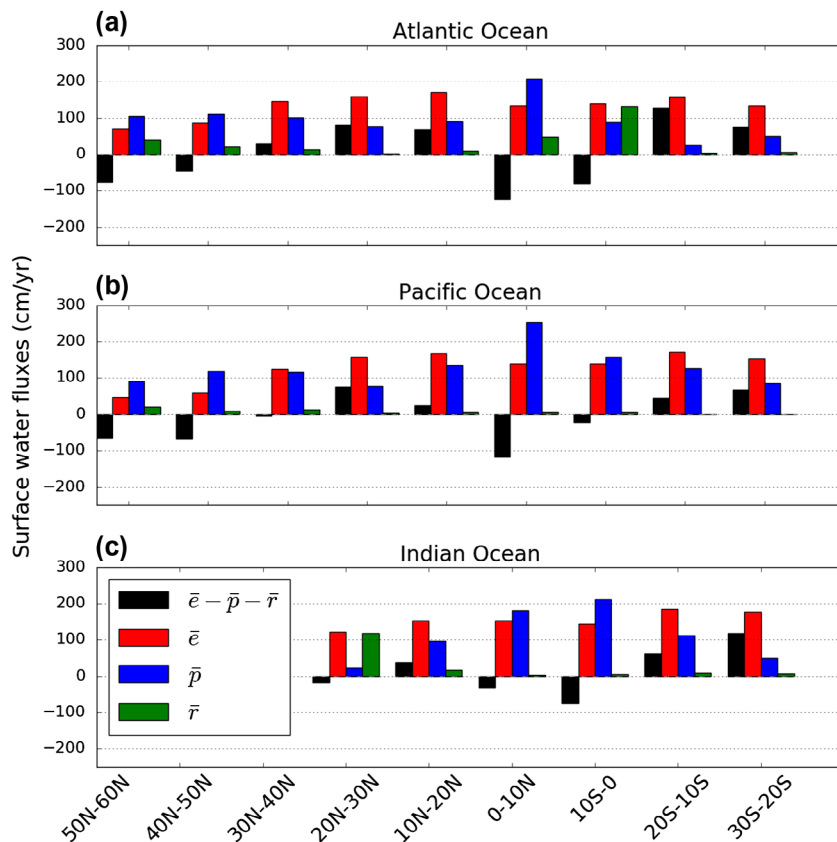 (a)
Atlantic Ocean
300
200
100
0
−100
−200
(b)
Pacific Ocean
300
200
100
0
−100
−200
Surface water fluxes (cm/yr)
(c)
Indian Ocean
300
200
100
0
−100
−200
ē − p̄ − r̄
ē
p̄
r̄
50N-60N
40N-50N
30N-40N
20N-30N
10N-20N
0-10N
10S-0
20S-10S
30S-20S